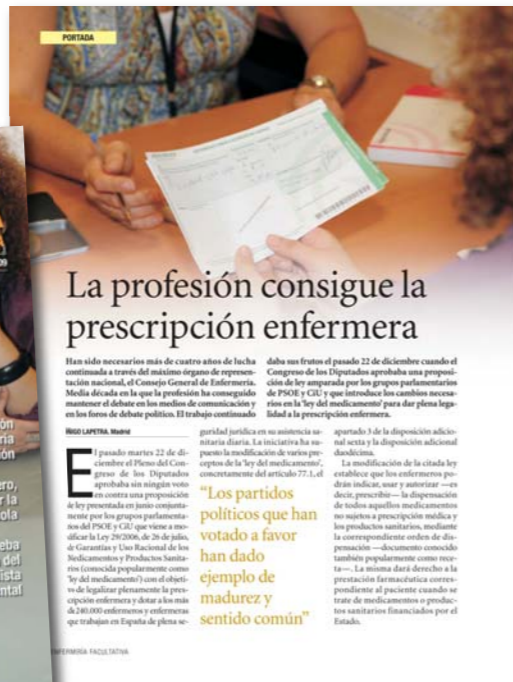 PORTADA
La profesión consigue la
prescripción enfermera
Han sido necesarios más de cuatro años de lucha
continuada a través del máximo órgano de represen-
tación nacional, el Consejo General de Enfermería.
Media década en la que la profesión ha conseguido
mantener el debate en los medios de comunicación y
en los foros de debate político. El trabajo continuado
daba sus frutos el pasado 22 de diciembre cuando el
Congreso de los Diputados aprobaba una proposi-
ción de ley amparada por los grupos parlamentarios
de PSOE y CiU y que introduce los cambios necesa-
rios en la 'ley del medicamento' para dar plena lega-
lidad a la prescripción enfermera.
IÑIGO LAPETRA. Madrid
El pasado martes 22 de di-
ciembre el Pleno del Con-
greso de los Diputados
aprobaba sin ningún voto
en contra una proposición
de ley presentada en junio conjunta-
mente por los grupos parlamenta-
rios del PSOE y CiU que viene a mo-
dificar la Ley 29/2006, de 26 de julio,
de Garantías y Uso Racional de los
Medicamentos y Productos Sanita-
rios (conocida popularmente como
'ley del medicamento') con el objeti-
vo de legalizar plenamente la pres-
cripción enfermera y dotar a los más
de 240.000 enfermeros y enfermeras
que trabajan en España de plena se-
guridad jurídica en su asistencia sa-
nitaria diaria. La iniciativa ha su-
puesto la modificación de varios pre-
ceptos de la 'ley del medicamento',
concretamente del artículo 77.1, el
"Los partidos
políticos que han
votado a favor
han dado
ejemplo de
madurez y
sentido común"
apartado 3 de la disposición adicio-
nal sexta y la disposición adicional
duodécima.
La modificación de la citada ley
establece que los enfermeros po-
drán indicar, usar y autorizar —es
decir, prescribir— la dispensación
de todos aquellos medicamentos
no sujetos a prescripción médica y
los productos sanitarios, mediante
la correspondiente orden de dis-
pensación —documento conocido
también popularmente como rece-
ta—. La misma dará derecho a la
prestación farmacéutica corres-
pondiente al paciente cuando se
trate de medicamentos o produc-
tos sanitarios financiados por el
Estado.
ENFERMERÍA FACULTATIVA